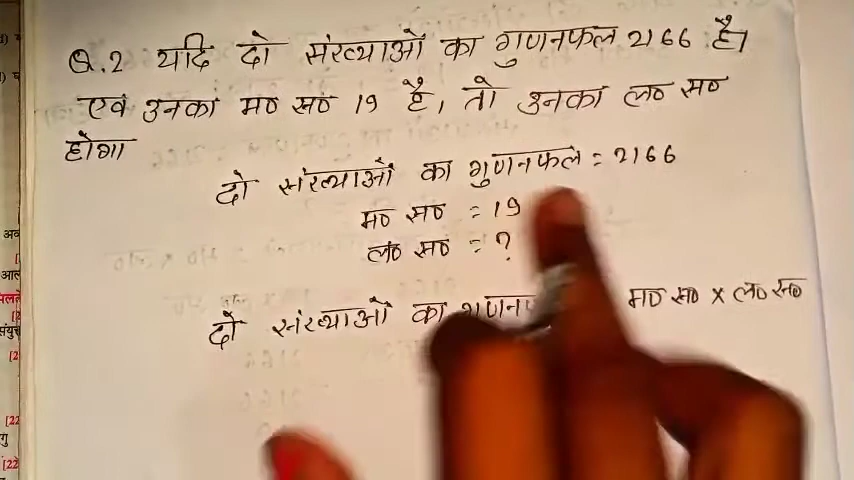 Q.2 यदि दो संख्याओं का गुणनफल 2166 है।
एवं उनका म० स० 19 है, तो उनका ल० स०
होगा
दो संख्याओं का गुणनफल = 2166
म० स० = 19
ल० स० = ?
दो संख्याओं का म० स० × ल० स०